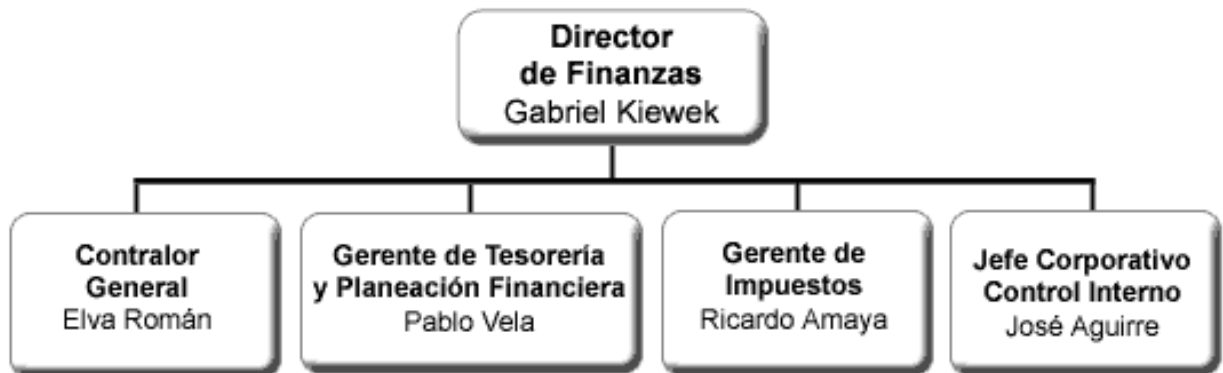 Director
de Finanzas
Gabriel Kiewek
Contralor
General
Elva Román
Gerente de Tesorería
y Planeación Financiera
Pablo Vela
Gerente de
Impuestos
Ricardo Amaya
Jefe Corporativo
Control Interno
José Aguirre